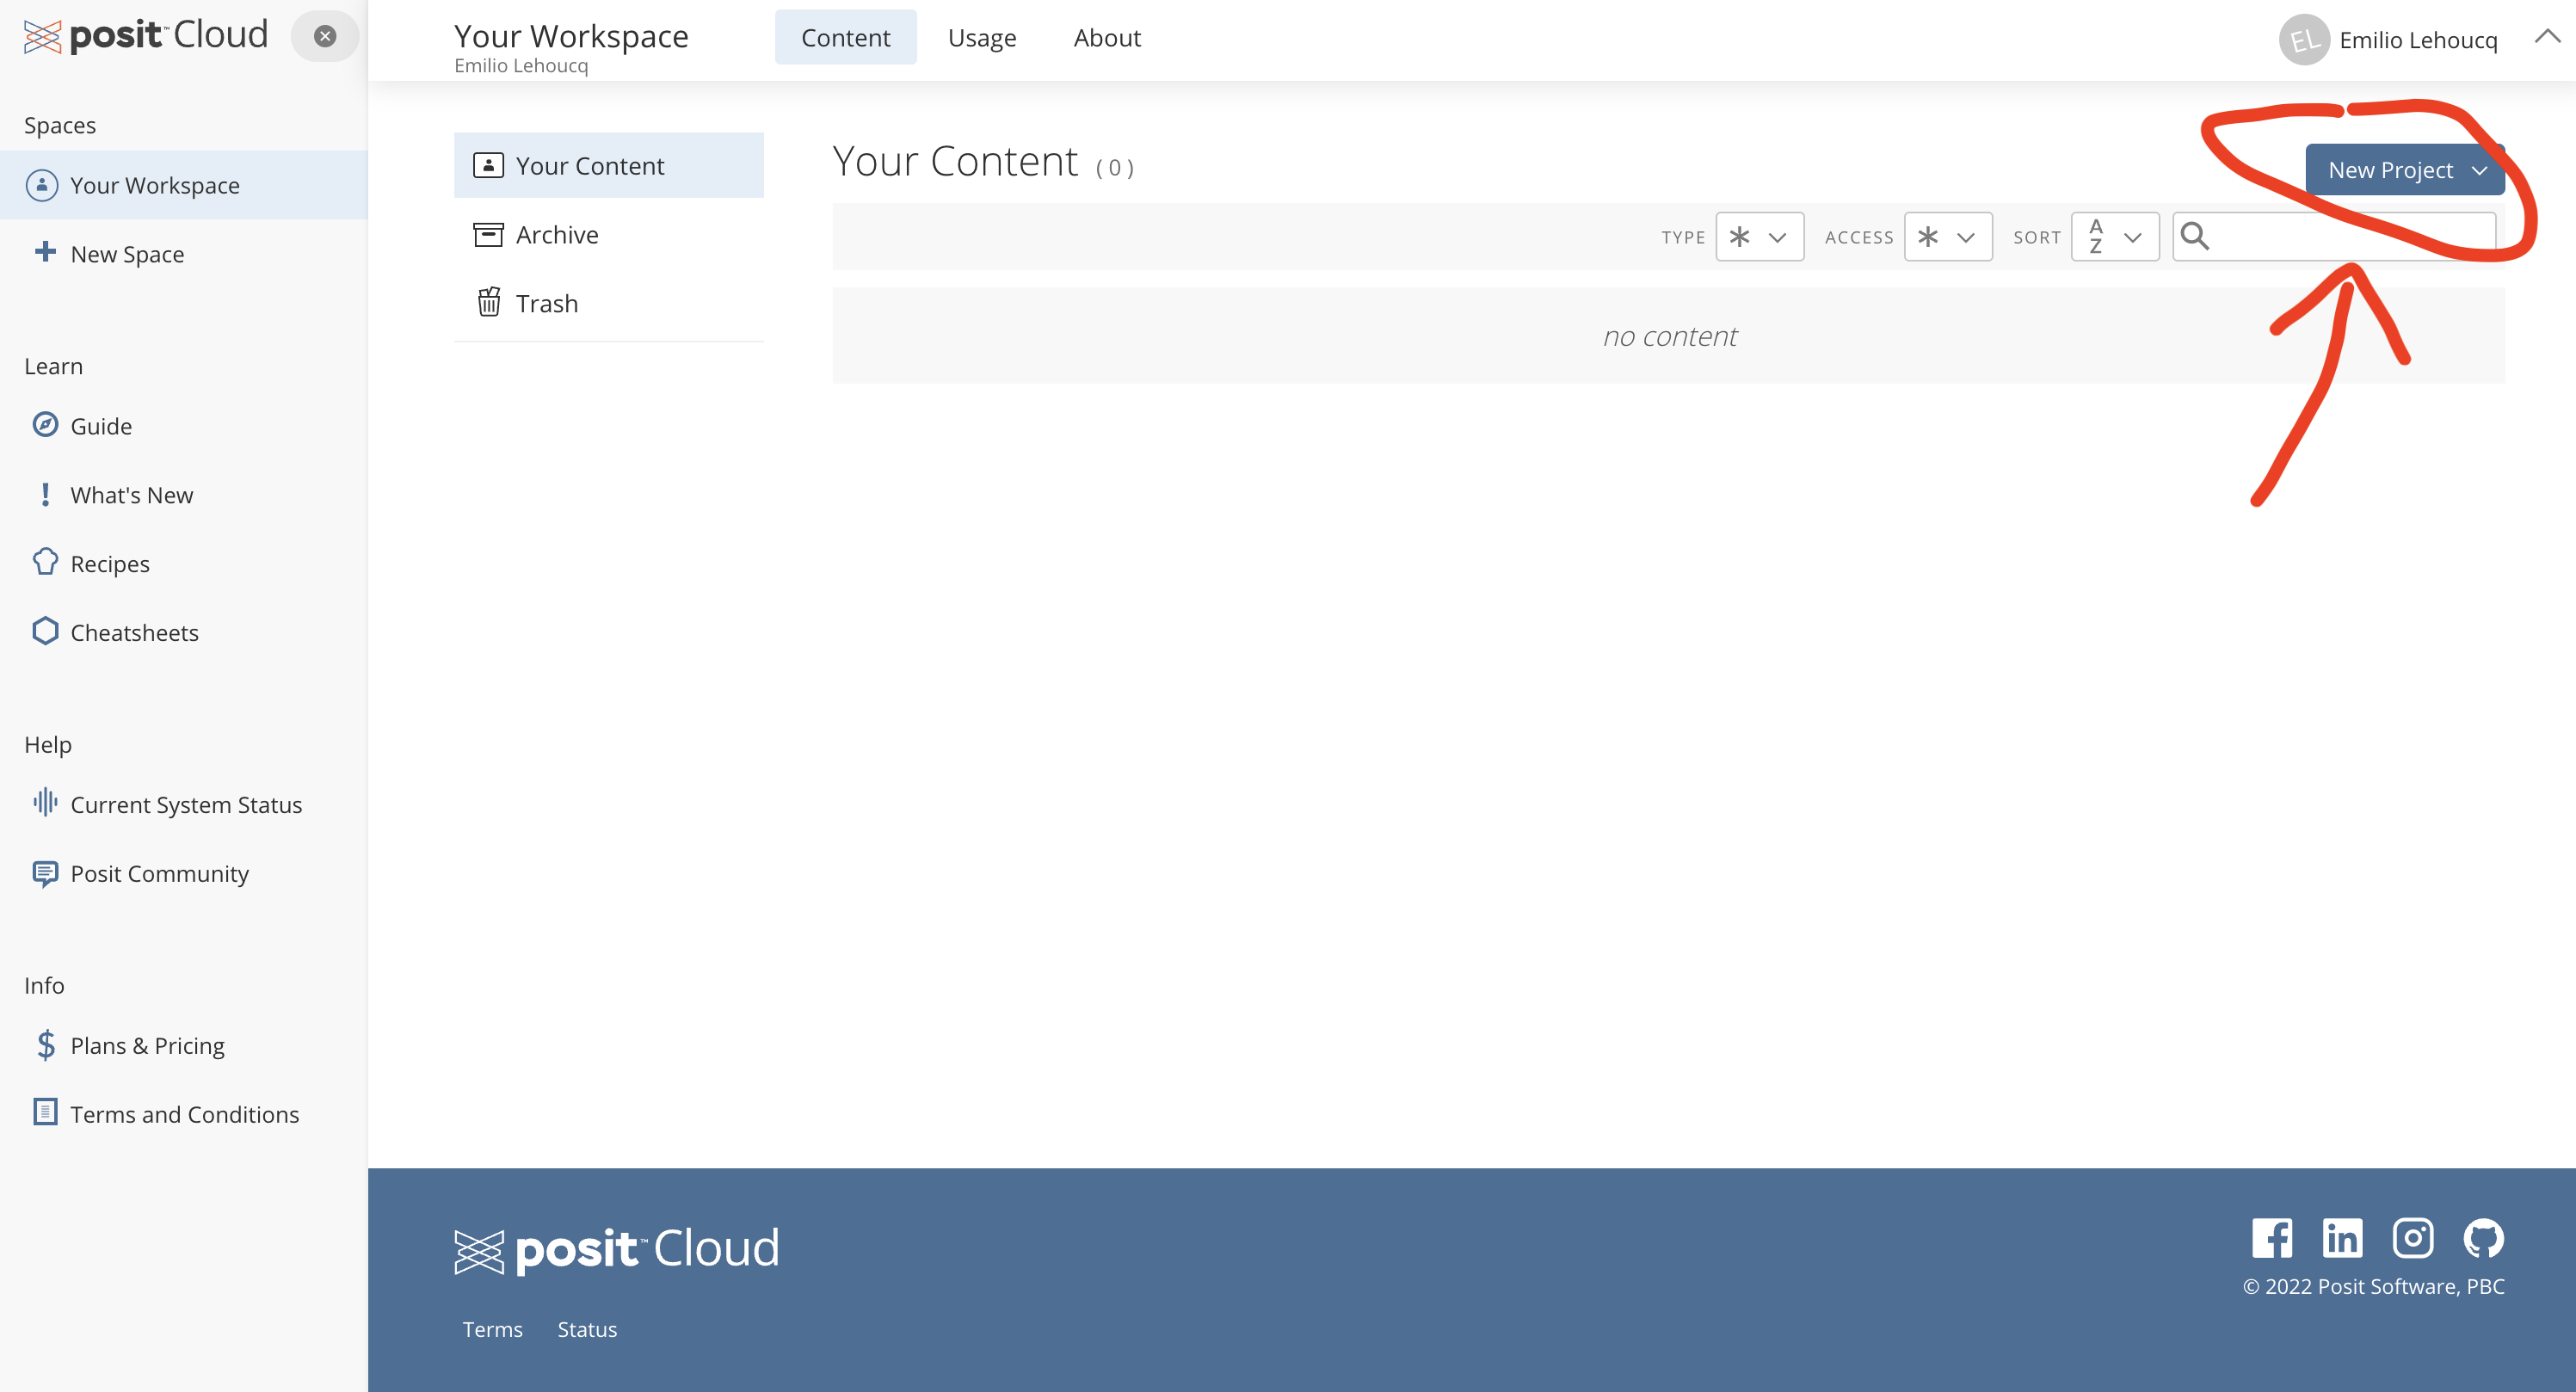 posit™ Cloud
Your Workspace
Emilio Lehoucq
Content
Usage
About
EL
Emilio Lehoucq
Spaces
Your Workspace
New Space
Learn
Guide
What's New
Recipes
Cheatsheets
Help
Current System Status
Posit Community
Info
Plans & Pricing
Terms and Conditions
Your Content
Archive
Trash
Your Content ( 0 )
New Project
TYPE * ACCESS * SORT A Z
no content
posit™ Cloud
© 2022 Posit Software, PBC
Terms Status